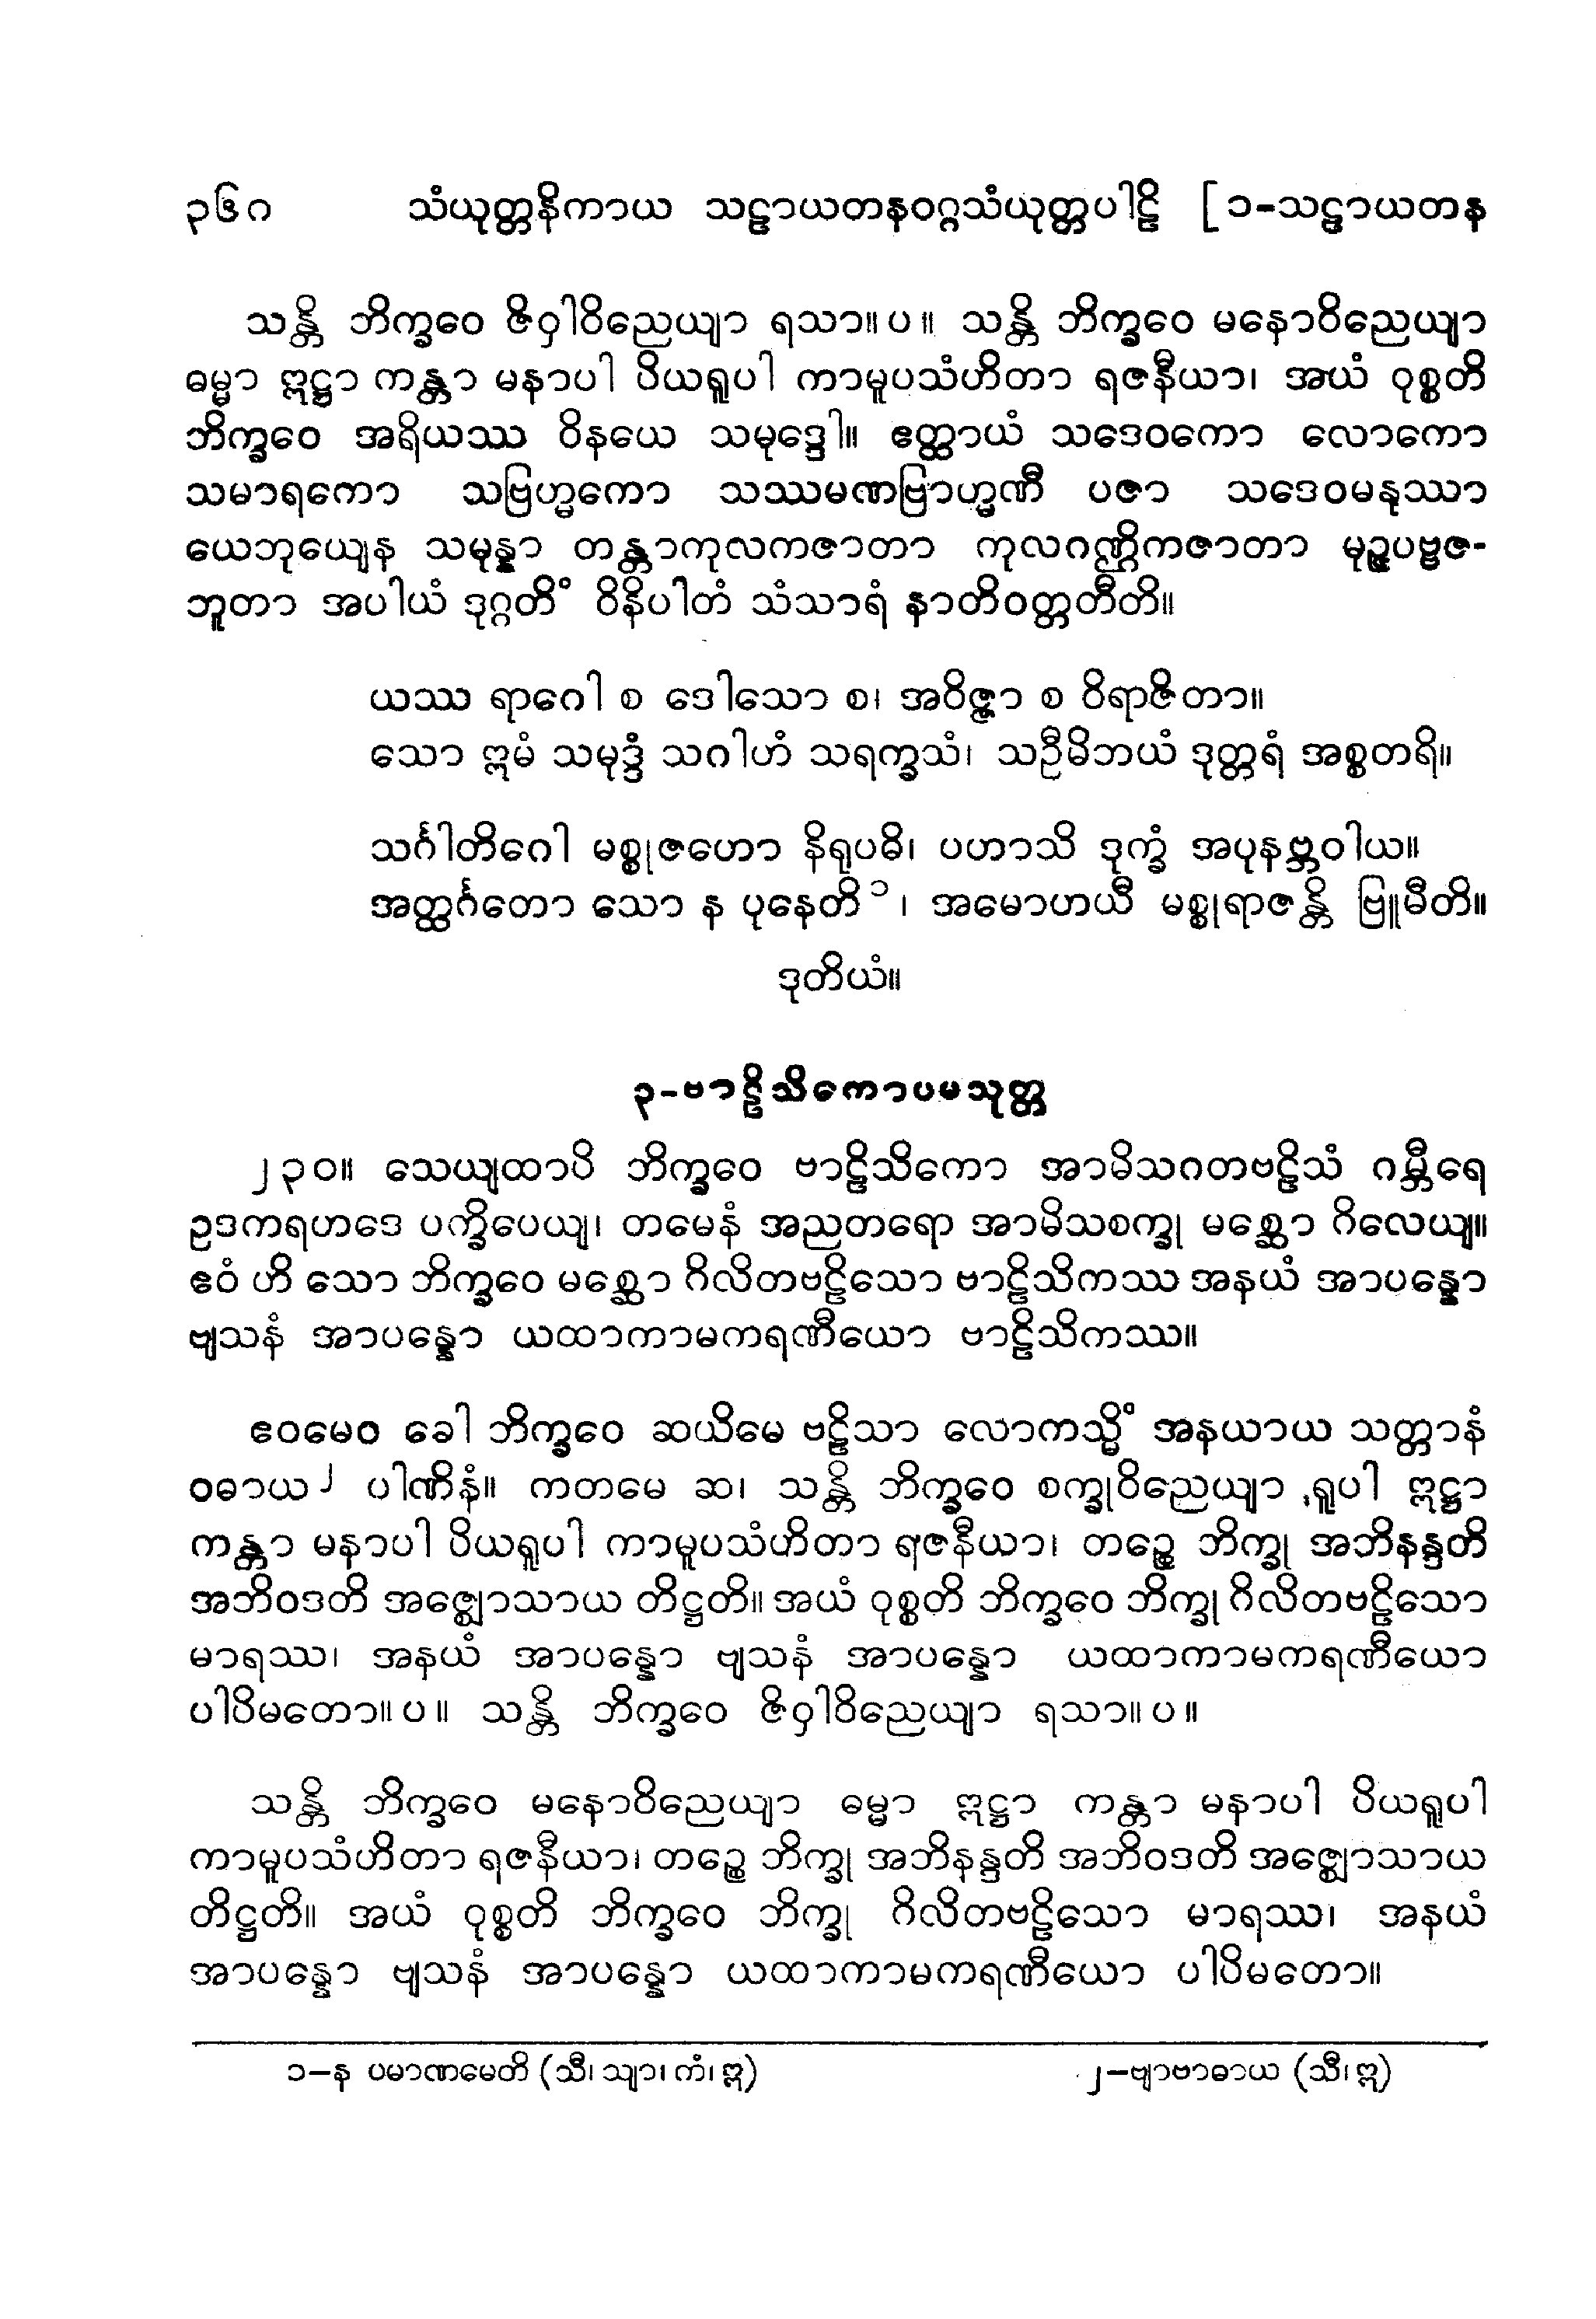 ၃၆ဂ သံယုတ္တနိကာယ သဠာယတနဝဂ္ဂသံယုတ္တပါဠိ [၁-သဠာယတန
သန္တိ ဘိက္ခဝေ ဇိဝှါဝိညေယျာ ရသာ။ပ။ သန္တိ ဘိက္ခဝေ မနောဝိညေယျာ
ဓမ္မာ ဣဋ္ဌာ ကန္တာ မနာပါ ပိယရူပါ ကာမူပသံဟိတာ ရဇနီယာ၊ အယံ ဝုစ္စတိ
ဘိက္ခဝေ အရိယဿ ဝိနယေ သမုဒ္ဒေါ။ ဧတ္ထာယံ သဒေဝကော လောကော
သမာရကော သဗြဟ္မကော သဿမဏဗြာဟ္မဏီ ပဇာ သဒေဝမနုဿာ
ယေဘုယျေန သမုန္နာ တန္တာကုလကဇာတာ ကုလဂဏ္ဌိကဇာတာ မုဉ္ဇပဗ္ဗဇ-
ဘူတာ အပါယံ ဒုဂ္ဂတိံ ဝိနိပါတံ သံသာရံ နာတိဝတ္တတီတိ။
ယဿ ရာဂေါ စ ဒေါသော စ၊ အဝိဇ္ဇာ စ ဝိရာဇိတာ။
သော ဣမံ သမုဒ္ဒံ သဂါဟံ သရက္ခသံ၊ သဦမိဘယံ ဒုတ္တရံ အစ္စတရိ။
သင်္ဂါတိဂေါ မစ္စုဇဟော နိရုပဓိ၊ ပဟာသိ ဒုက္ခံ အပုနဗ္ဘဝါယ။
အတ္ထင်္ဂတော သော န ပုနေတိ၁၊ အမောဟယီ မစ္စုရာဇန္တိ ဗြူမီတိ။
ဒုတိယံ။
၃-ဗာဠိသိကောပမသုတ္တ
၂၃၀။ သေယျထာပိ ဘိက္ခဝေ ဗာဠိသိကော အာမိသဂတဗဠိသံ ဂမ္ဘီရေ
ဥဒကရဟဒေ ပက္ခိပေယျ၊ တမေနံ အညတရော အာမိသစက္ခု မစ္ဆော ဂိလေယျ။
ဧဝံ ဟိ သော ဘိက္ခဝေ မစ္ဆော ဂိလိတဗဠိသော ဗာဠိသိကဿ အနယံ အာပန္နော
ဗျသနံ အာပန္နော ယထာကာမကရဏီယော ဗာဠိသိကဿ။
ဧဝမေဝ ခေါ ဘိက္ခဝေ ဆယိမေ ဗဠိသာ လောကသ္မိံ အနယာယ သတ္တာနံ
ဝဓာယ၂ ပါဏိနံ။ ကတမေ ဆ၊ သန္တိ ဘိက္ခဝေ စက္ခုဝိညေယျာ ရူပါ ဣဋ္ဌာ
ကန္တာ မနာပါ ပိယရူပါ ကာမူပသံဟိတာ ရဇနီယာ၊ တဉ္စေ ဘိက္ခု အဘိနန္ဒတိ
အဘိဝဒတိ အဇ္ဈောသာယ တိဋ္ဌတိ။ အယံ ဝုစ္စတိ ဘိက္ခဝေ ဘိက္ခု ဂိလိတဗဠိသော
မာရဿ၊ အနယံ အာပန္နော ဗျသနံ အာပန္နော ယထာကာမကရဏီယော
ပါပိမတော။ပ။ သန္တိ ဘိက္ခဝေ ဇိဝှါဝိညေယျာ ရသာ။ပ။
သန္တိ ဘိက္ခဝေ မနောဝိညေယျာ ဓမ္မာ ဣဋ္ဌာ ကန္တာ မနာပါ ပိယရူပါ
ကာမူပသံဟိတာ ရဇနီယာ၊ တဉ္စေ ဘိက္ခု အဘိနန္ဒတိ အဘိဝဒတိ အဇ္ဈောသာယ
တိဋ္ဌတိ။ အယံ ဝုစ္စတိ ဘိက္ခဝေ ဘိက္ခု ဂိလိတဗဠိသော မာရဿ၊ အနယံ
အာပန္နော ဗျသနံ အာပန္နော ယထာကာမကရဏီယော ပါပိမတော။
၁-န ပမာဏမေတိ (သီ၊ သျာ၊ ကံ၊ ဣ) ၂-ဗျာဗာဓာယ (သီ၊ ဣ)